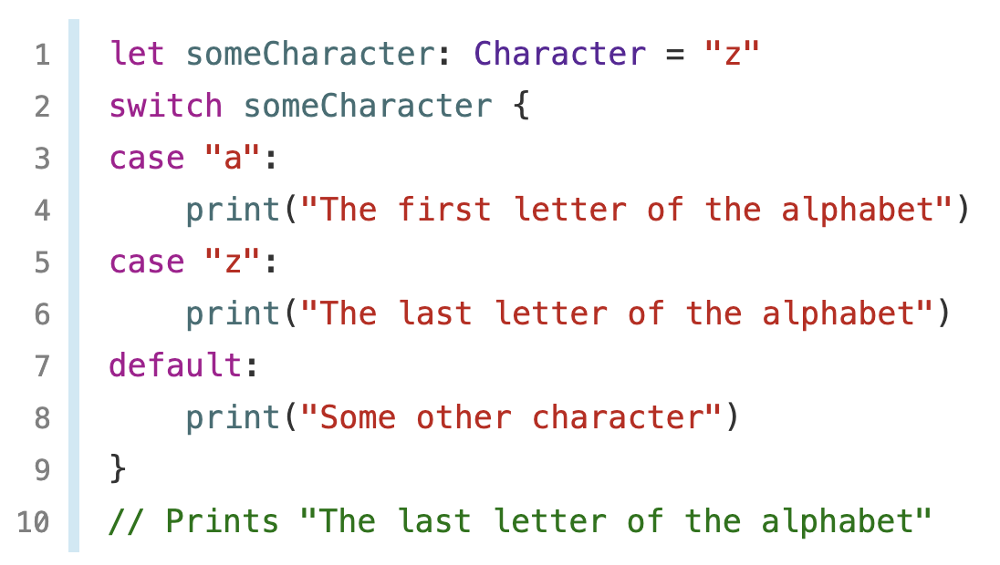 1 let someCharacter: Character = "z"
2 switch someCharacter {
3 case "a":
4     print("The first letter of the alphabet")
5 case "z":
6     print("The last letter of the alphabet")
7 default:
8     print("Some other character")
9 }
10 // Prints "The last letter of the alphabet"